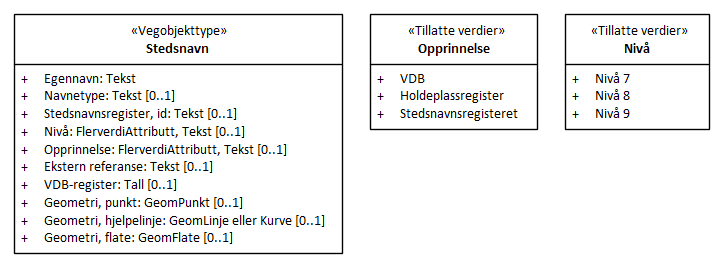 «Vegobjekttype»
Stedsnavn
+ Egennavn: Tekst
+ Navnetype: Tekst [0..1]
+ Stedsnavnsregister, id: Tekst [0..1]
+ Nivå: FlerverdiAttributt, Tekst [0..1]
+ Opprinnelse: FlerverdiAttributt, Tekst [0..1]
+ Ekstern referanse: Tekst [0..1]
+ VDB-register: Tall [0..1]
+ Geometri, punkt: GeomPunkt [0..1]
+ Geometri, hjelpelinje: GeomLinje eller Kurve [0..1]
+ Geometri, flate: GeomFlate [0..1]
«Tillatte verdier»
Opprinnelse
+ VDB
+ Holdeplassregister
+ Stedsnavnsregisteret
«Tillatte verdier»
Nivå
+ Nivå 7
+ Nivå 8
+ Nivå 9